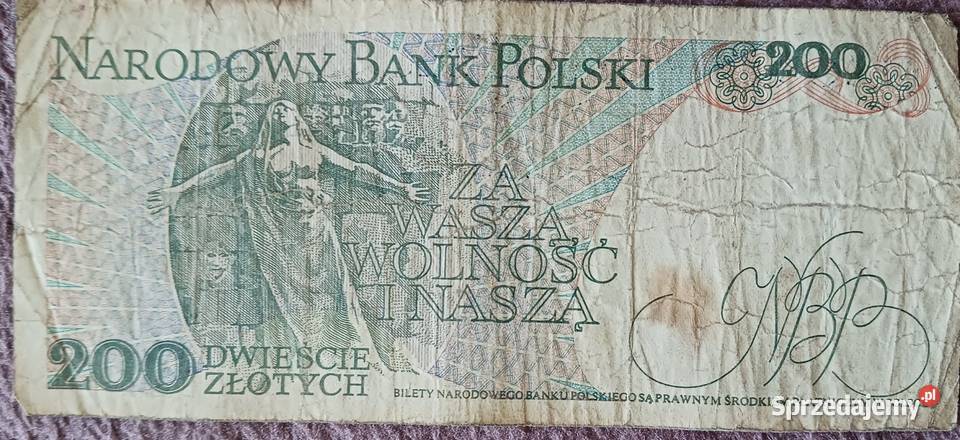 NARODOWY BANK POLSKI
200
ZA
WASZĄ
WOLNOŚĆ
I NASZĄ
NBP
200 DWIEŚCIE
ZŁOTYCH
BILETY NARODOWEGO BANKU POLSKIEGO SĄ PRAWNYM
Sprzedajemy.pl